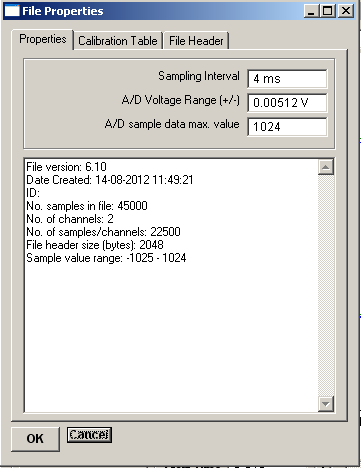 File Properties
Properties Calibration Table File Header
Sampling Interval 4 ms
A/D Voltage Range (+/-) 0.00512 V
A/D sample data max. value 1024
File version: 6.10
Date Created: 14-08-2012 11:49:21
ID:
No. samples in file: 45000
No. of channels: 2
No. of samples/channels: 22500
File header size (bytes): 2048
Sample value range: -1025 - 1024
OK Cancel